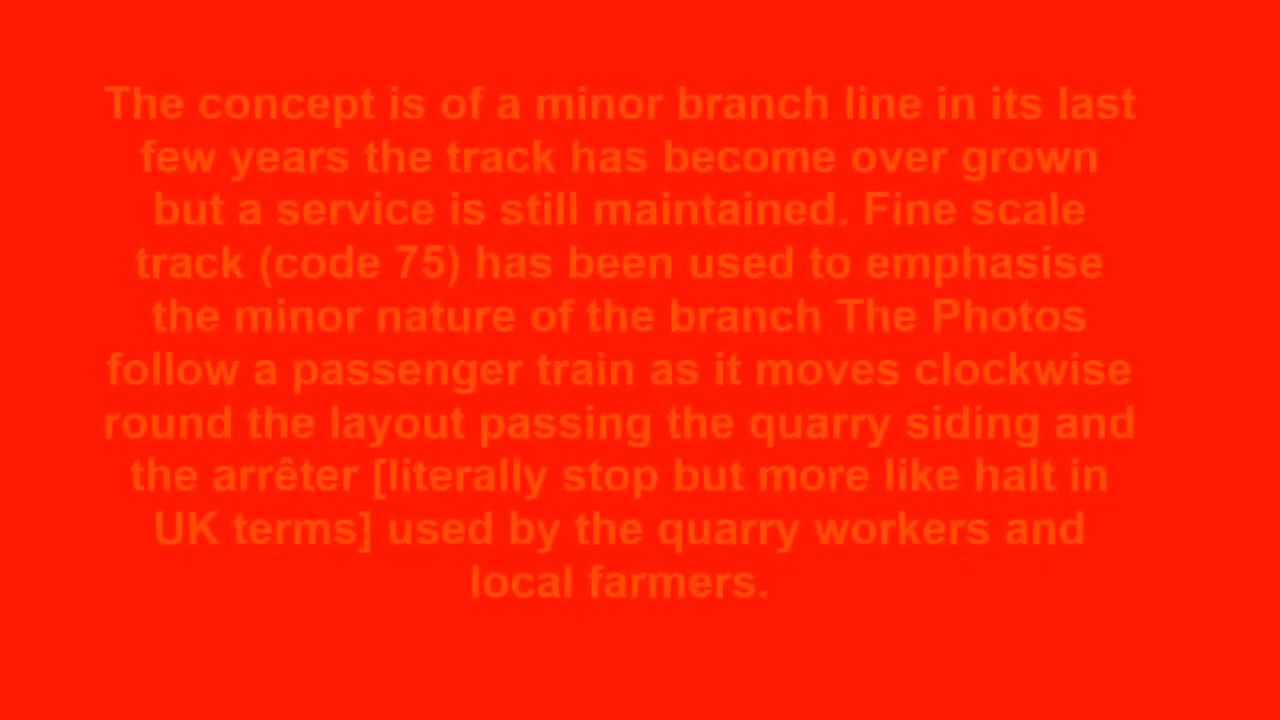 The concept is of a minor branch line in its last
few years the track has become over grown
but a service is still maintained. Fine scale
track (code 75) has been used to emphasise
the minor nature of the branch The Photos
follow a passenger train as it moves clockwise
round the layout passing the quarry siding and
the arrêter [literally stop but more like halt in
UK terms] used by the quarry workers and
local farmers.